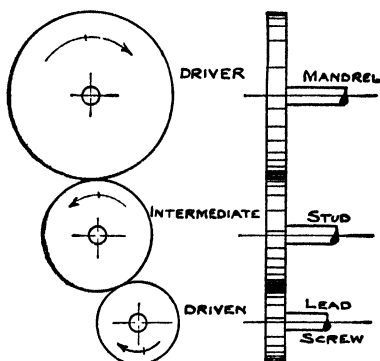 DRIVER
MANDREL
INTERMEDIATE
STUD
DRIVEN
LEAD
SCREW